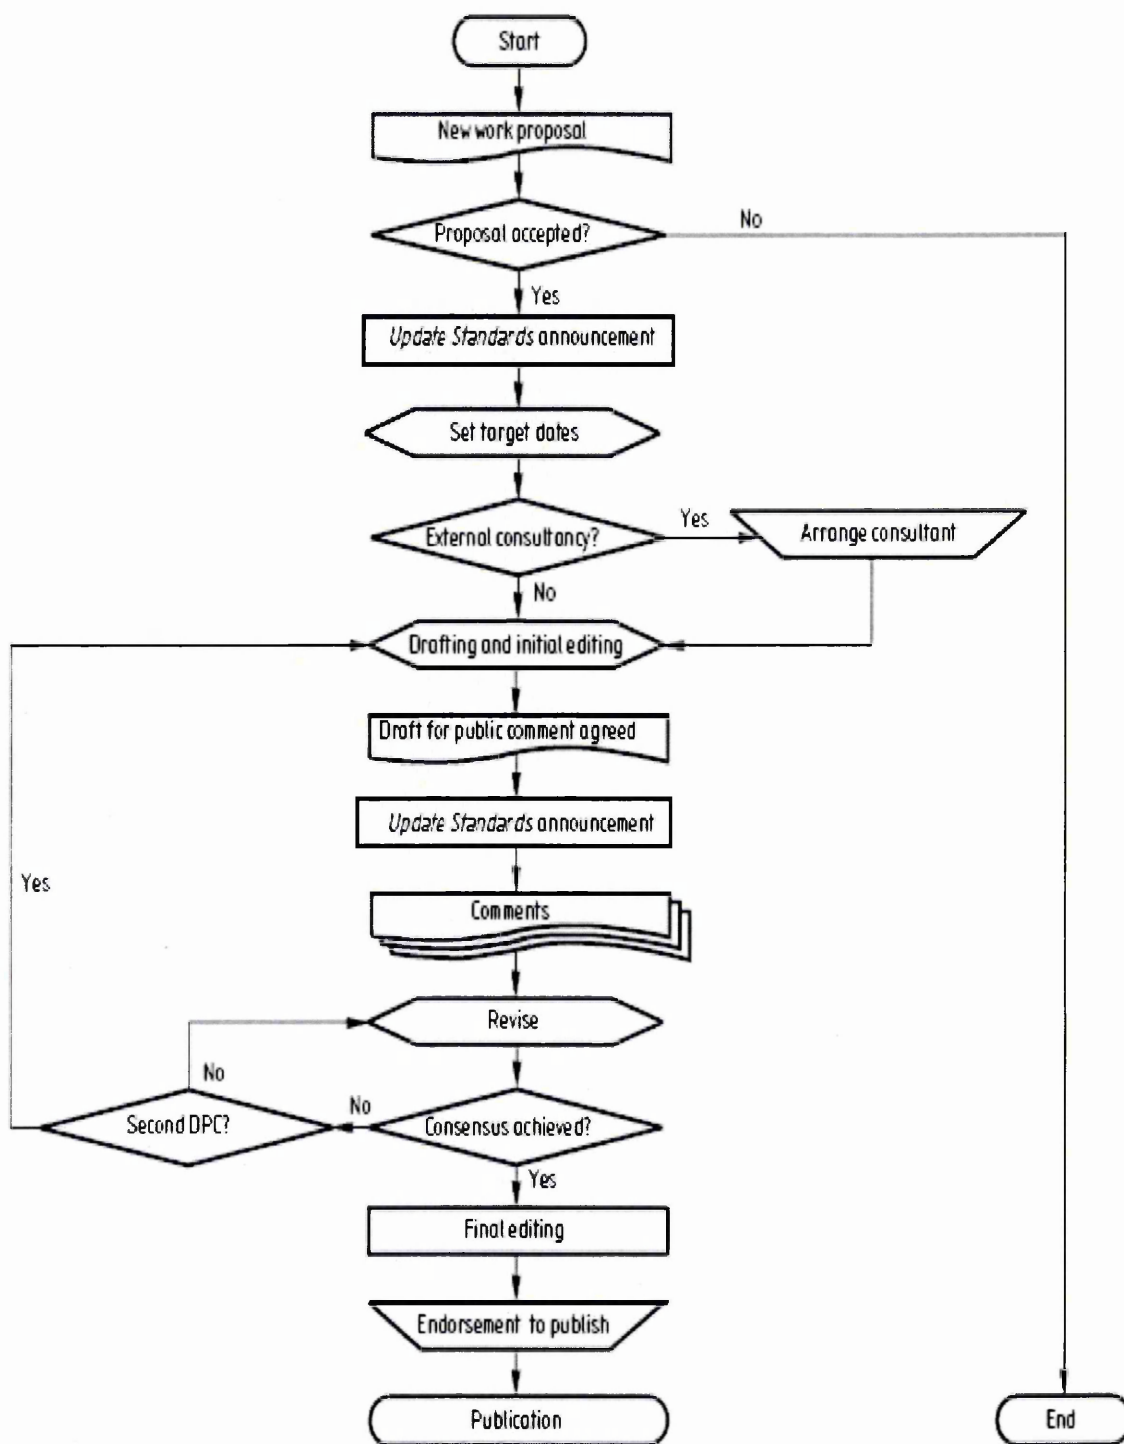 Start
New work proposal
Proposal accepted?
No
Yes
Update Standards announcement
Set target dates
External consultancy?
Yes
Arrange consultant
No
Drafting and initial editing
Draft for public comment agreed
Update Standards announcement
Yes
Comments
Revise
No
Second DPC?
No
Consensus achieved?
Yes
Final editing
Endorsement to publish
Publication
End